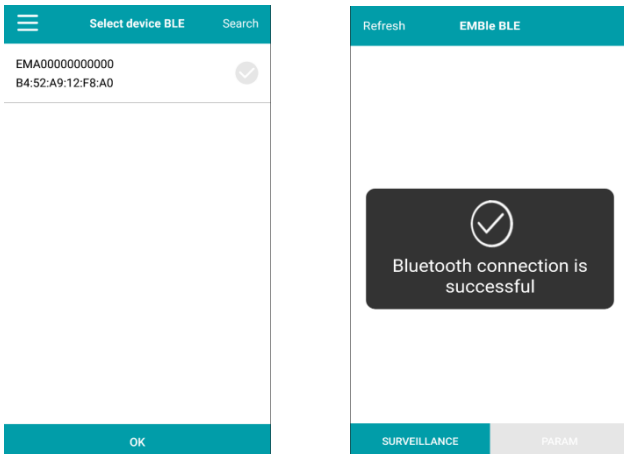 Select device BLE Search
EMA00000000000
B4:52:A9:12:F8:A0
OK
Refresh EMBle BLE
Bluetooth connection is
successful
SURVEILLANCE PARAM